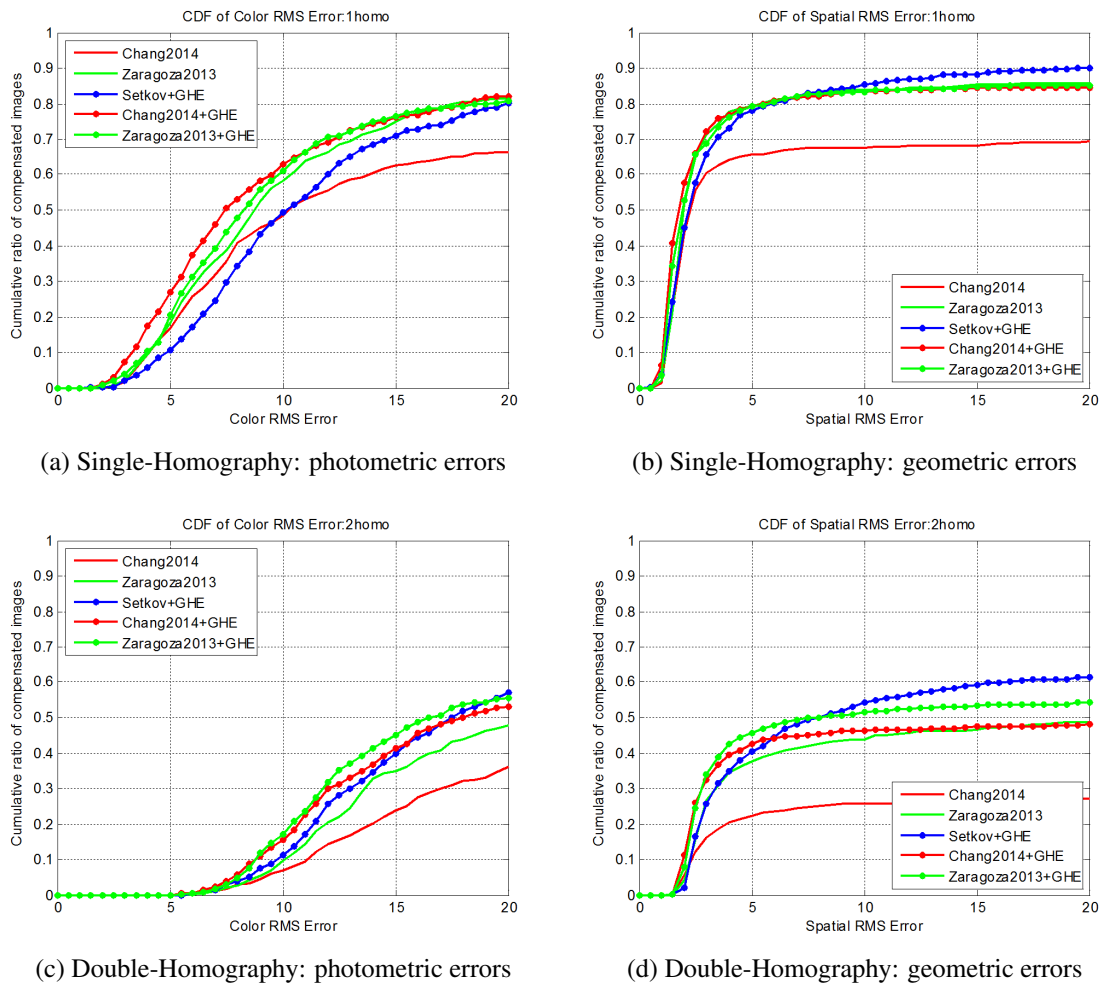 CDF of Color RMS Error:1homo
Cumulative ratio of compensated images
1
0.9
0.8
0.7
0.6
0.5
0.4
0.3
0.2
0.1
0
Chang2014
Zaragoza2013
Setkov+GHE
Chang2014+GHE
Zaragoza2013+GHE
0 5 10 15 20
Color RMS Error
(a) Single-Homography: photometric errors
CDF of Spatial RMS Error:1homo
Cumulative ratio of compensated images
1
0.9
0.8
0.7
0.6
0.5
0.4
0.3
0.2
0.1
0
Chang2014
Zaragoza2013
Setkov+GHE
Chang2014+GHE
Zaragoza2013+GHE
0 5 10 15 20
Spatial RMS Error
(b) Single-Homography: geometric errors
CDF of Color RMS Error:2homo
Cumulative ratio of compensated images
1
0.9
0.8
0.7
0.6
0.5
0.4
0.3
0.2
0.1
0
Chang2014
Zaragoza2013
Setkov+GHE
Chang2014+GHE
Zaragoza2013+GHE
0 5 10 15 20
Color RMS Error
(c) Double-Homography: photometric errors
CDF of Spatial RMS Error:2homo
Cumulative ratio of compensated images
1
0.9
0.8
0.7
0.6
0.5
0.4
0.3
0.2
0.1
0
Chang2014
Zaragoza2013
Setkov+GHE
Chang2014+GHE
Zaragoza2013+GHE
0 5 10 15 20
Spatial RMS Error
(d) Double-Homography: geometric errors